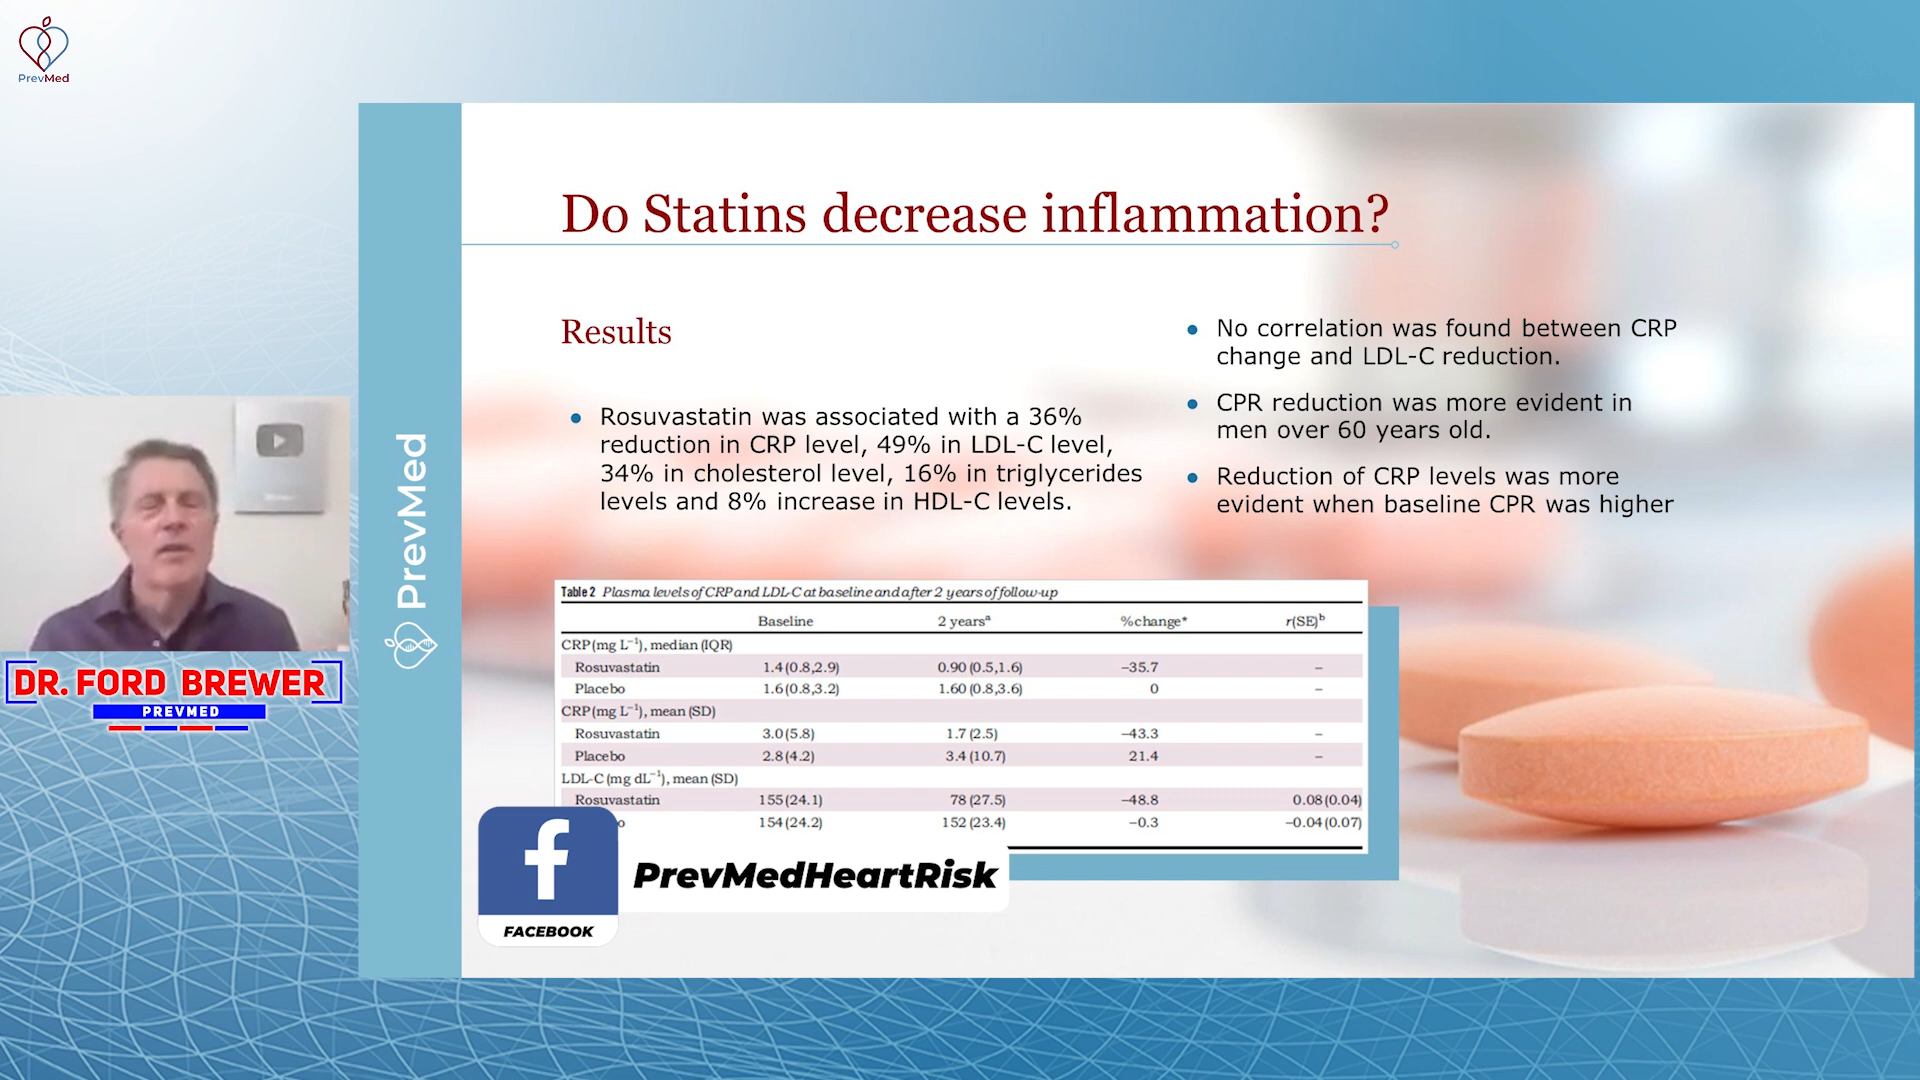 PrevMed
Do Statins decrease inflammation?
Results
• Rosuvastatin was associated with a 36%
reduction in CRP level, 49% in LDL-C level,
34% in cholesterol level, 16% in triglycerides
levels and 8% increase in HDL-C levels.
• No correlation was found between CRP
change and LDL-C reduction.
• CPR reduction was more evident in
men over 60 years old.
• Reduction of CRP levels was more
evident when baseline CPR was higher
PrevMed
DR. FORD BREWER
PREVMED
Table 2 Plasma levels of CRP and LDL-C at baseline and after 2 years of follow-up
Baseline 2 yearsᵃ %change* r(SE)ᵇ
CRP (mg L⁻¹), median (IQR)
Rosuvastatin 1.4 (0.8,2.9) 0.90 (0.5,1.6) −35.7 –
Placebo 1.6 (0.8,3.2) 1.60 (0.8,3.6) 0 –
CRP (mg L⁻¹), mean (SD)
Rosuvastatin 3.0 (5.8) 1.7 (2.5) −43.3 –
Placebo 2.8 (4.2) 3.4 (10.7) 21.4 –
LDL-C (mg dL⁻¹), mean (SD)
Rosuvastatin 155 (24.1) 78 (27.5) −48.8 0.08 (0.04)
o 154 (24.2) 152 (23.4) −0.3 −0.04 (0.07)
PrevMedHeartRisk
FACEBOOK